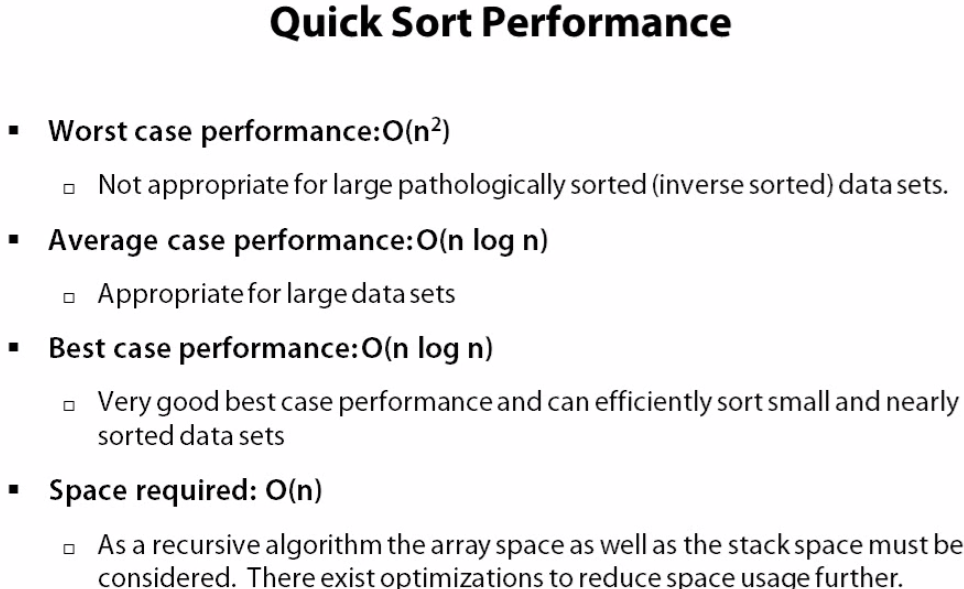 Quick Sort Performance
▪ Worst case performance:O(n²)
▫ Not appropriate for large pathologically sorted (inverse sorted) data sets.
▪ Average case performance:O(n log n)
▫ Appropriate for large data sets
▪ Best case performance:O(n log n)
▫ Very good best case performance and can efficiently sort small and nearly
sorted data sets
▪ Space required: O(n)
▫ As a recursive algorithm the array space as well as the stack space must be
considered. There exist optimizations to reduce space usage further.